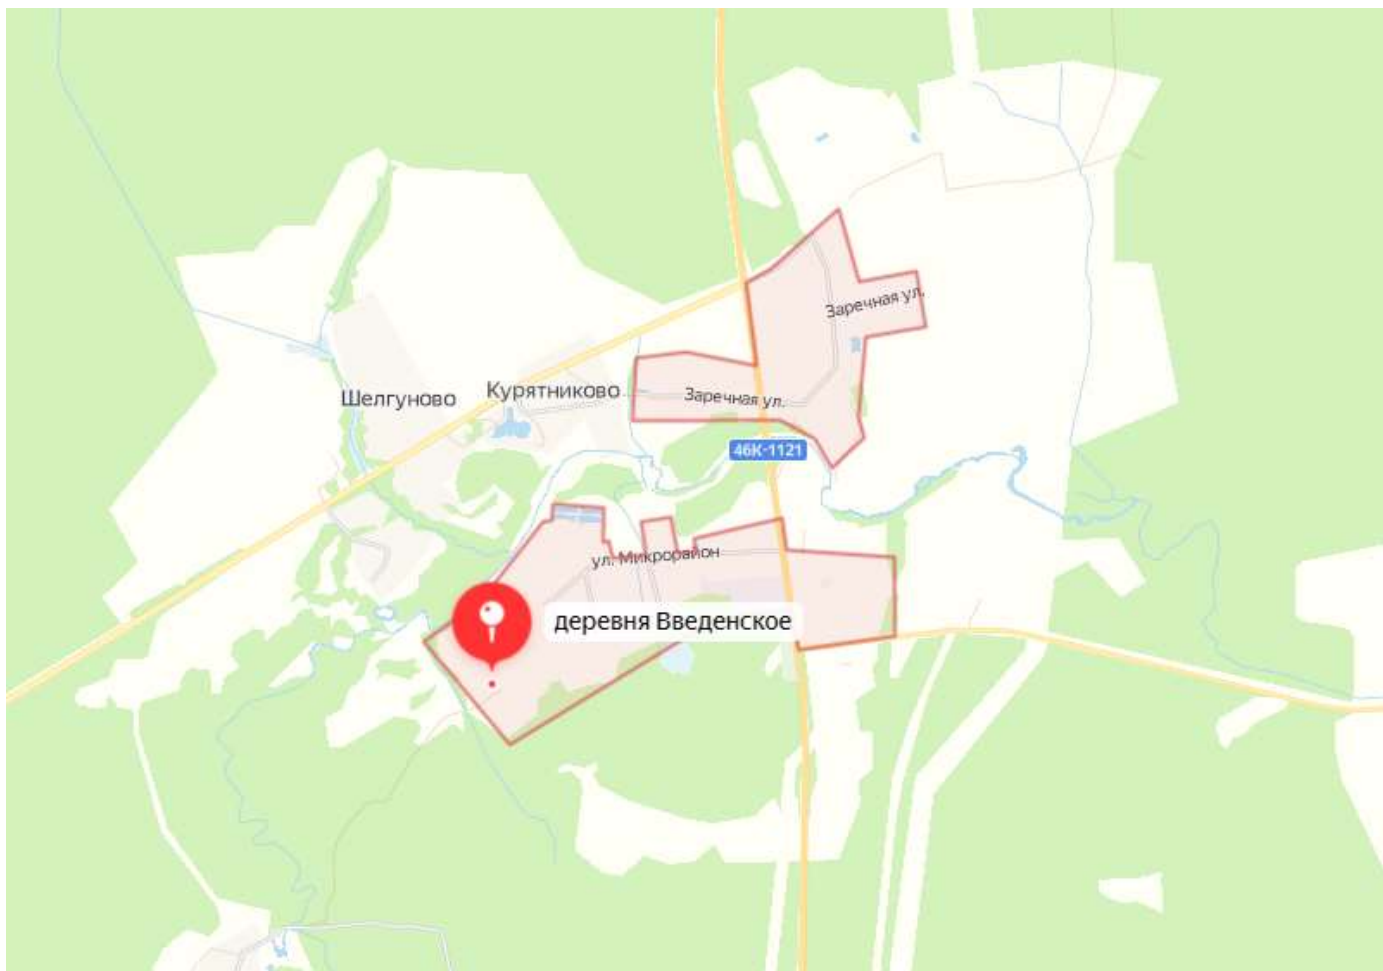 Заречная ул.
Шелгуново
Курятниково
Заречная ул.
46К-1121
ул. Микрорайон
деревня Введенское